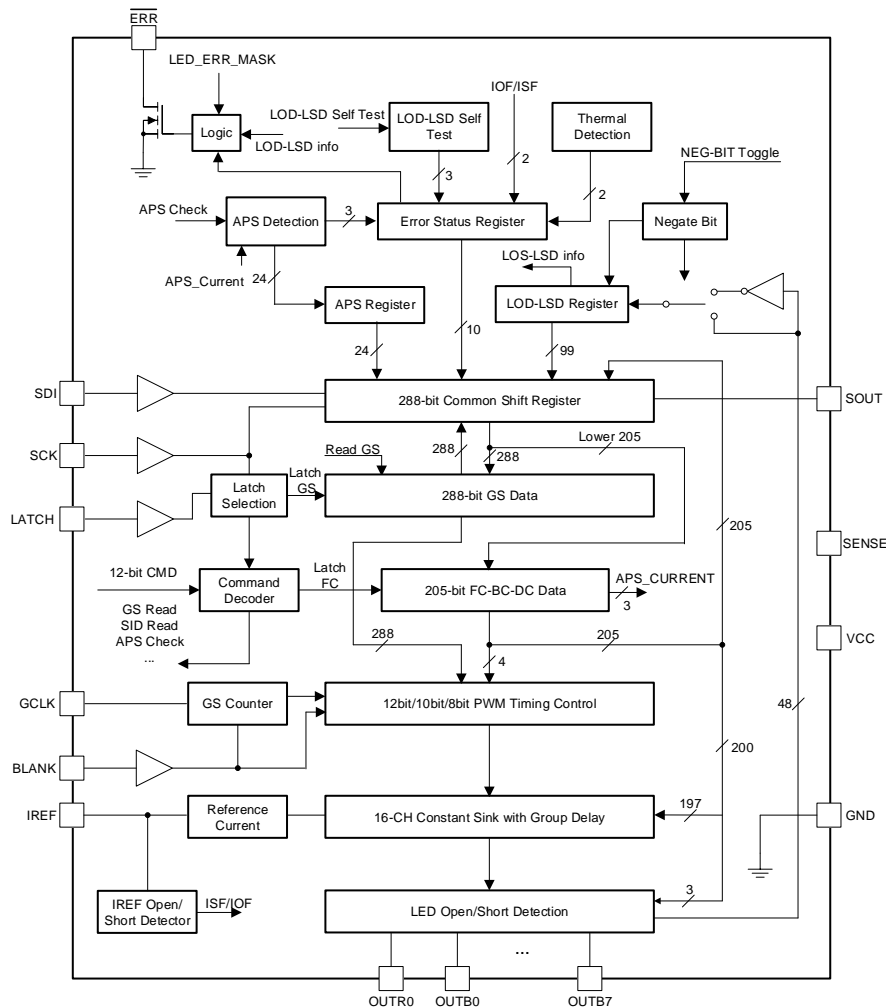 ERR
LED_ERR_MASK
IOF/ISF
LOD-LSD Self Test
LOD-LSD Self
Test
Thermal
Detection
Logic
LOD-LSD info
NEG-BIT Toggle
2
3
2
APS Check
APS Detection
3
Error Status Register
Negate Bit
LOS-LSD info
APS_Current
24
APS Register
LOD-LSD Register
10
24
99
SDI
288-bit Common Shift Register
SOUT
SCK
Read GS
288
288
Lower 205
Latch
Selection
Latch
GS
288-bit GS Data
LATCH
205
SENSE
12-bit CMD
Command
Decoder
Latch
FC
205-bit FC-BC-DC Data
APS_CURRENT
3
GS Read
SID Read
APS Check
...
288
205
VCC
4
GCLK
GS Counter
12bit/10bit/8bit PWM Timing Control
48
BLANK
200
IREF
Reference
Current
16-CH Constant Sink with Group Delay
197
GND
IREF Open/
Short Detector
ISF/IOF
LED Open/Short Detection
3
...
OUTR0
OUTB0
OUTB7